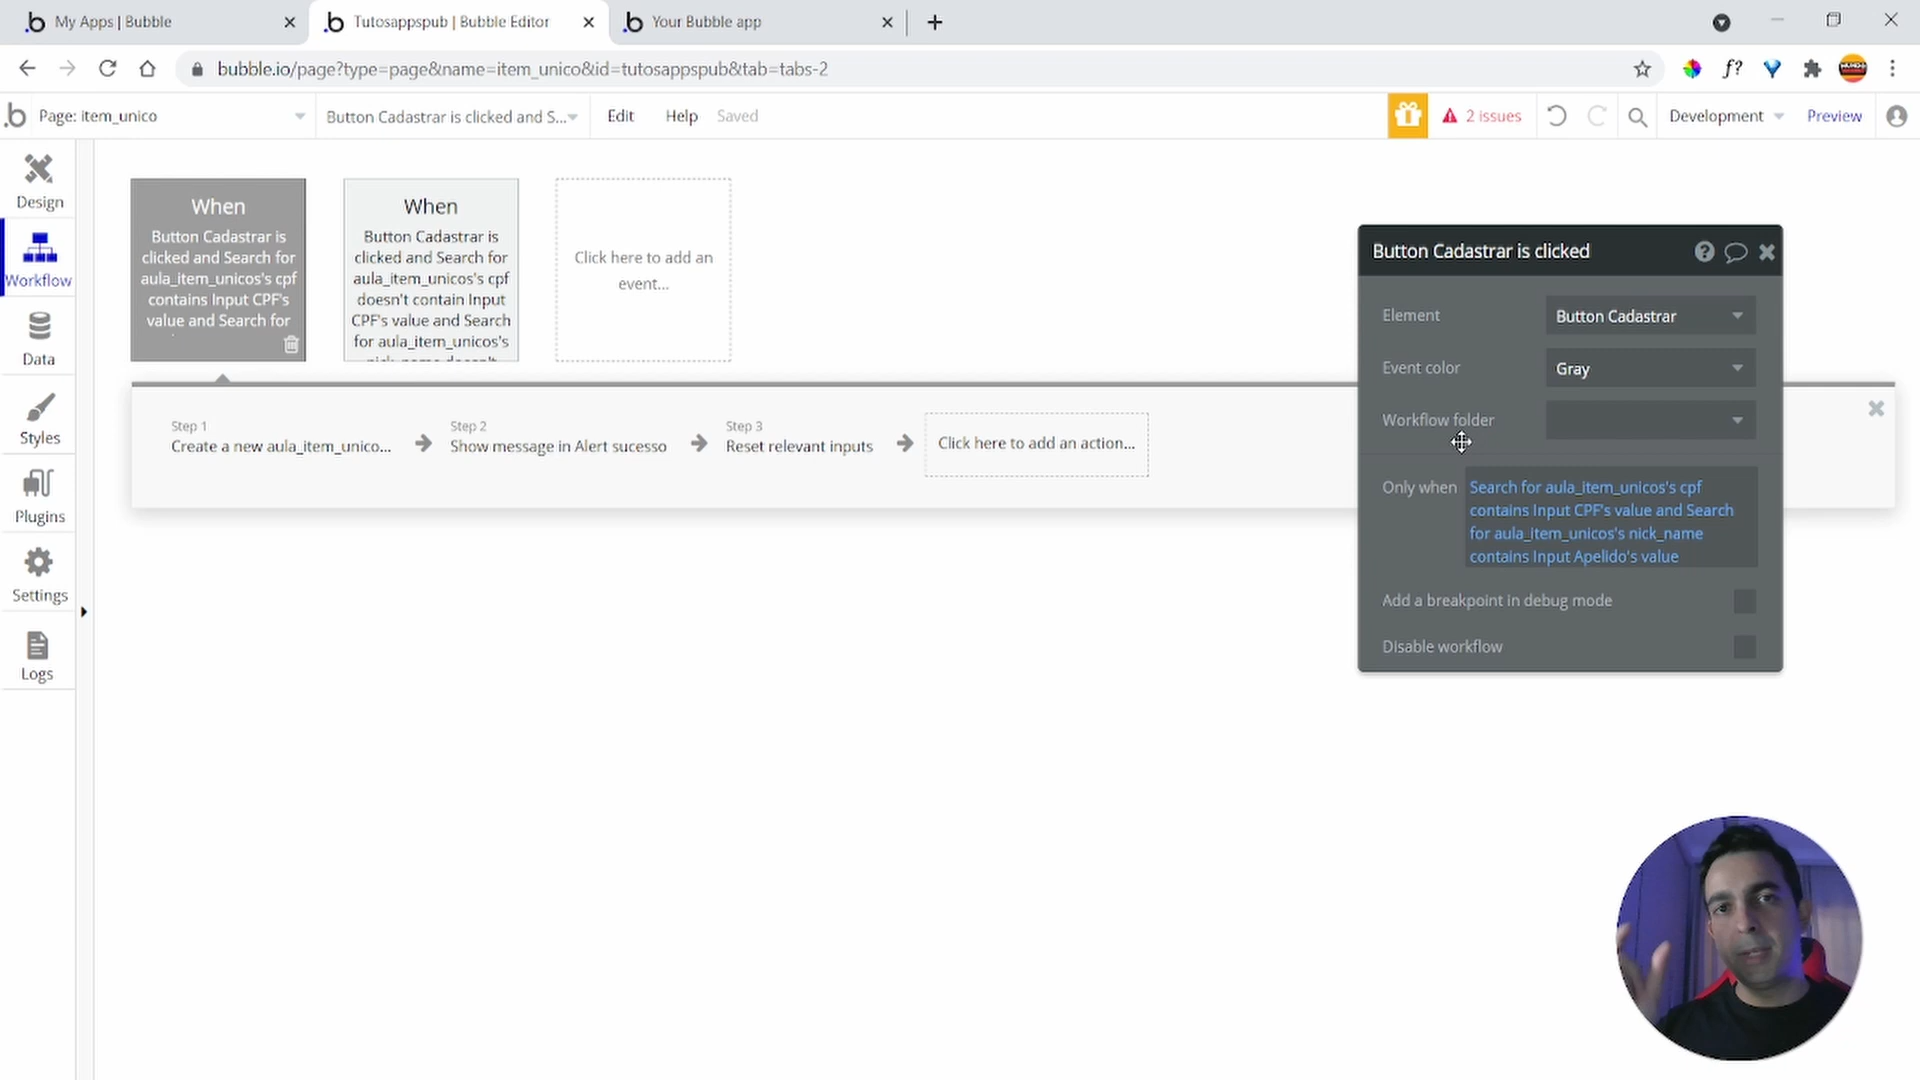 My Apps | Bubble
Tutosappspub | Bubble Editor
Your Bubble app
bubble.io/page?type=page&name=item_unico&id=tutosappspub&tab=tabs-2
f?
Page: item_unico
Button Cadastrar is clicked and S...
Edit
Help
Saved
2 issues
Development
Preview
Design
Workflow
Data
Styles
Plugins
Settings
Logs
When
Button Cadastrar is
clicked and Search for
aula_item_unicos's cpf
contains Input CPF's
value and Search for
When
Button Cadastrar is
clicked and Search for
aula_item_unicos's cpf
doesn't contain Input
CPF's value and Search
for aula_item_unicos's
Click here to add an
event...
Step 1
Create a new aula_item_unico...
Step 2
Show message in Alert sucesso
Step 3
Reset relevant inputs
Click here to add an action...
Button Cadastrar is clicked
Element
Button Cadastrar
Event color
Gray
Workflow folder
Only when
Search for aula_item_unicos's cpf
contains Input CPF's value and Search
for aula_item_unicos's nick_name
contains Input Apelido's value
Add a breakpoint in debug mode
Disable workflow